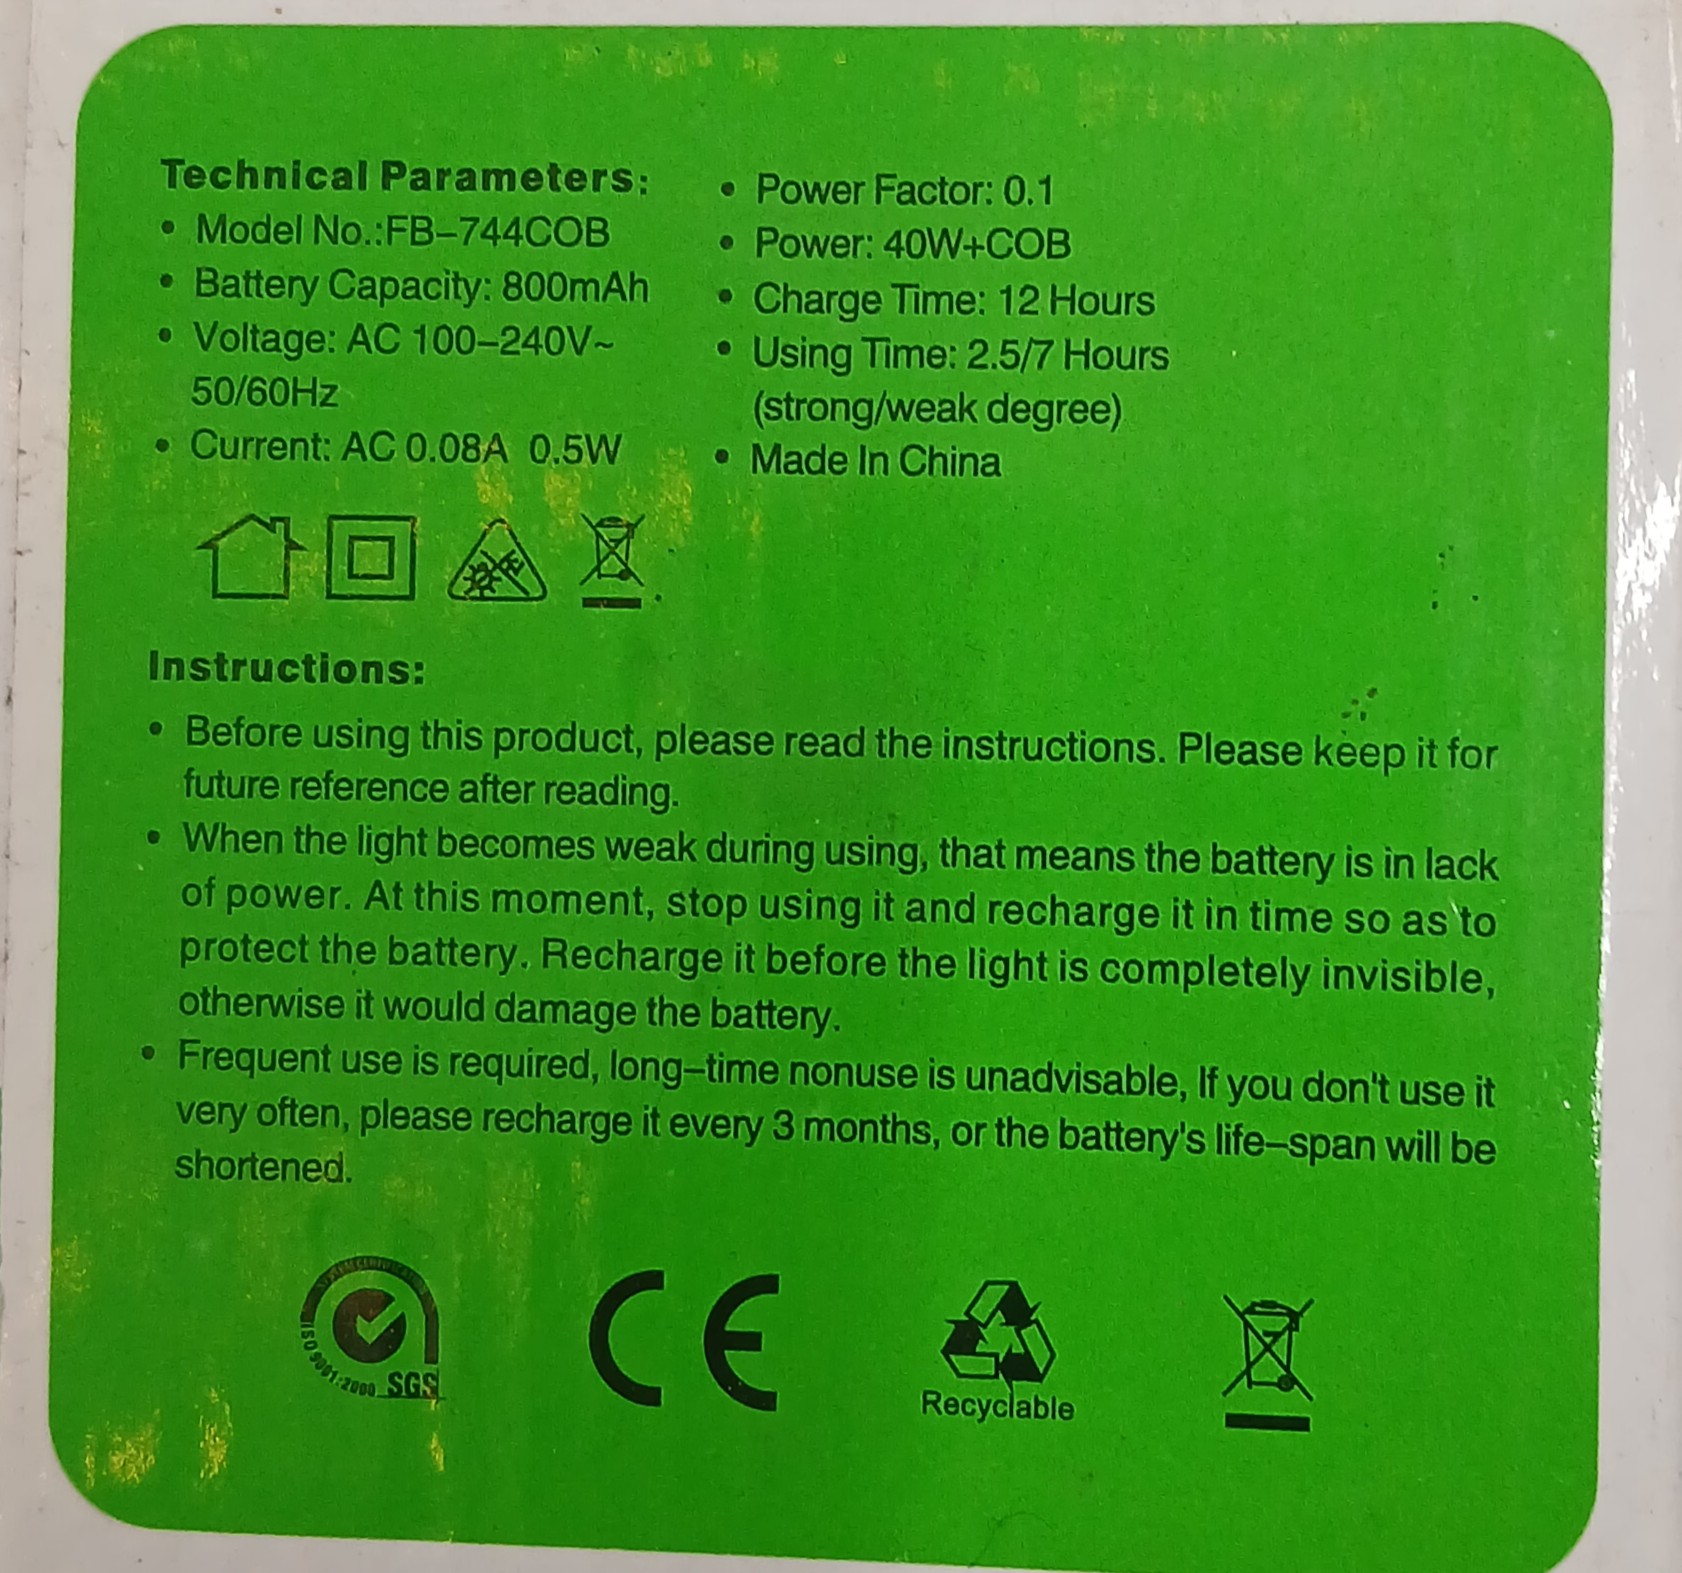 Technical Parameters:
• Model No.:FB–744COB
• Battery Capacity: 800mAh
• Voltage: AC 100–240V~
50/60Hz
• Current: AC 0.08A 0.5W
• Power Factor: 0.1
• Power: 40W+COB
• Charge Time: 12 Hours
• Using Time: 2.5/7 Hours
(strong/weak degree)
• Made In China
Instructions:
• Before using this product, please read the instructions. Please keep it for
future reference after reading.
• When the light becomes weak during using, that means the battery is in lack
of power. At this moment, stop using it and recharge it in time so as to
protect the battery. Recharge it before the light is completely invisible,
otherwise it would damage the battery.
• Frequent use is required, long–time nonuse is unadvisable, If you don't use it
very often, please recharge it every 3 months, or the battery's life–span will be
shortened.
SYSTEM CERTIFICATION
ISO 9001:2000 SGS
CE
Recyclable